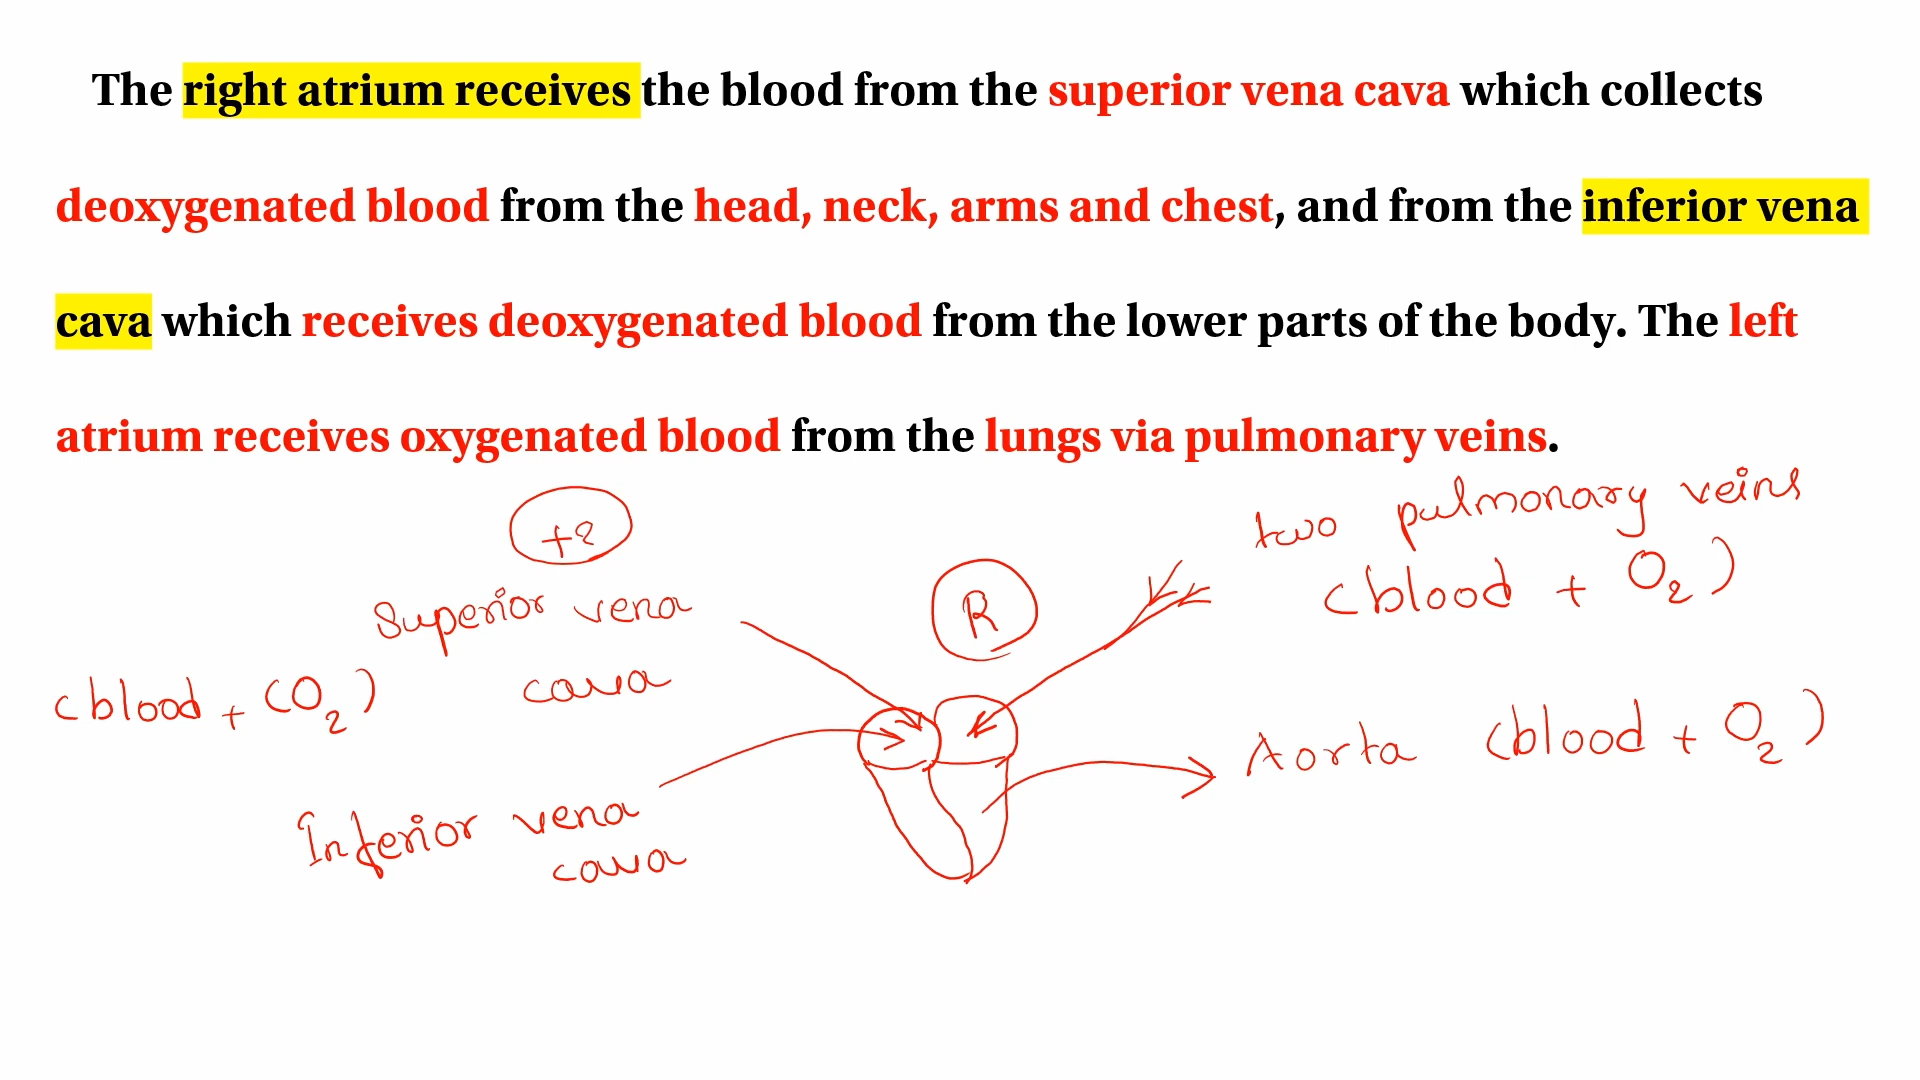 The right atrium receives the blood from the superior vena cava which collects
deoxygenated blood from the head, neck, arms and chest, and from the inferior vena
cava which receives deoxygenated blood from the lower parts of the body. The left
atrium receives oxygenated blood from the lungs via pulmonary veins.
+2
two pulmonary veins
(blood + O2)
R
Superior vena
cava
(blood + CO2)
Aorta (blood + O2)
Inferior vena
cava